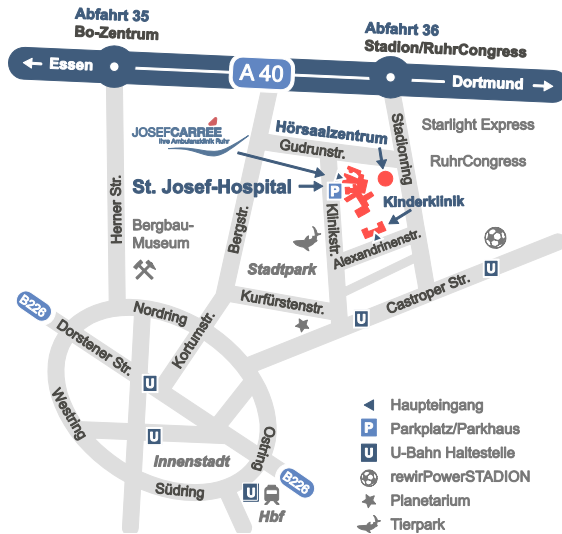 Abfahrt 35
Bo-Zentrum
Abfahrt 36
Stadion/RuhrCongress
Essen
A 40
Dortmund
JOSEFCARRÉE
Ihre Ambulanzklinik Ruhr
Hörsaalzentrum
Gudrunstr.
Stadionring
Starlight Express
RuhrCongress
St. Josef-Hospital
P
Kinderklinik
Herner Str.
Bergstr.
Klinikstr.
Bergbau-
Museum
Alexandrinenstr.
Stadtpark
Kurfürstenstr.
Castroper Str.
U
U
B226
Nordring
Dorstener Str.
Kortumstr.
U
Westring
U
Ostring
Innenstadt
Südring
U
B226
Hbf
Haupteingang
P Parkplatz/Parkhaus
U U-Bahn Haltestelle
rewirPowerSTADION
Planetarium
Tierpark